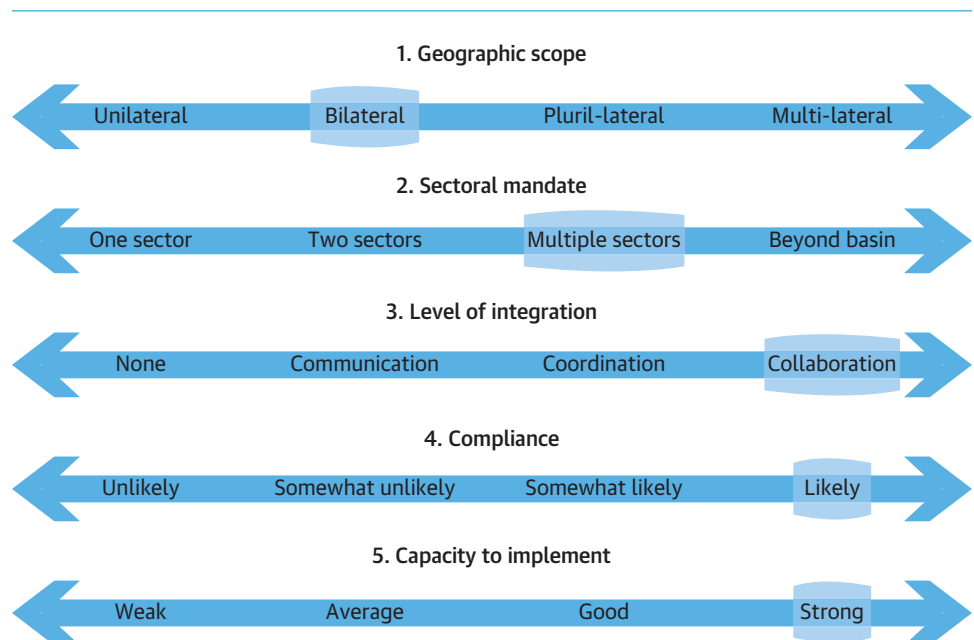 1. Geographic scope
Unilateral Bilateral Pluril-lateral Multi-lateral
2. Sectoral mandate
One sector Two sectors Multiple sectors Beyond basin
3. Level of integration
None Communication Coordination Collaboration
4. Compliance
Unlikely Somewhat unlikely Somewhat likely Likely
5. Capacity to implement
Weak Average Good Strong